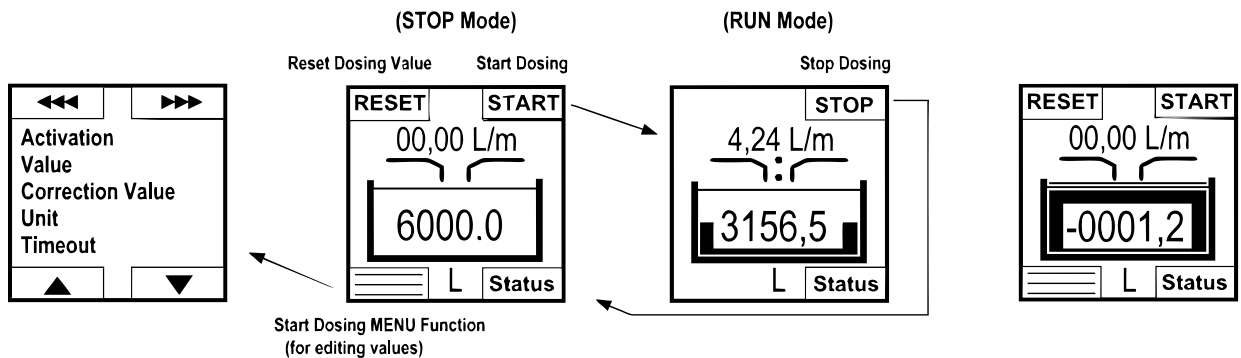 (STOP Mode)
(RUN Mode)
Reset Dosing Value
Start Dosing
Stop Dosing
Activation
Value
Correction Value
Unit
Timeout
RESET
START
00,00 L/m
6000.0
L
Status
STOP
4,24 L/m
3156,5
L
Status
RESET
START
00,00 L/m
-0001,2
L
Status
Start Dosing MENU Function
(for editing values)